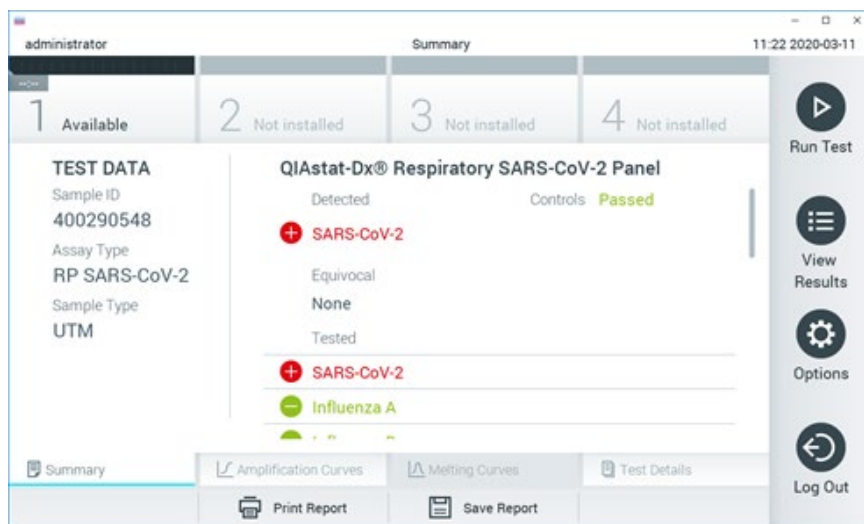 administrator Summary 11:22 2020-03-11
1 Available
2 Not installed
3 Not installed
4 Not installed
TEST DATA
Sample ID
400290548
Assay Type
RP SARS-CoV-2
Sample Type
UTM
QIAstat-Dx® Respiratory SARS-CoV-2 Panel
Detected Controls Passed
SARS-CoV-2
Equivocal
None
Tested
SARS-CoV-2
Influenza A
Summary
Amplification Curves
Melting Curves
Test Details
Print Report
Save Report
Run Test
View
Results
Options
Log Out